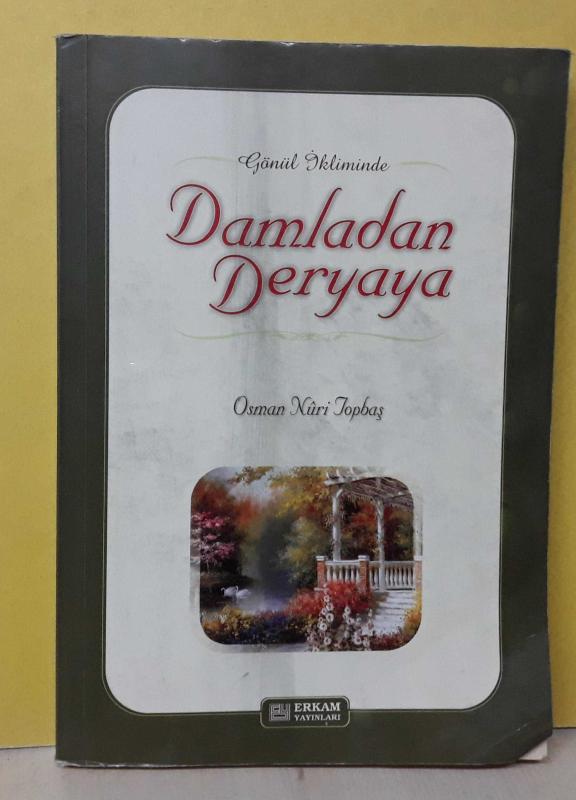 Gönül İkliminde
Damladan
Deryaya
Osman Nûri Topbaş
ERKAM
YAYINLARI